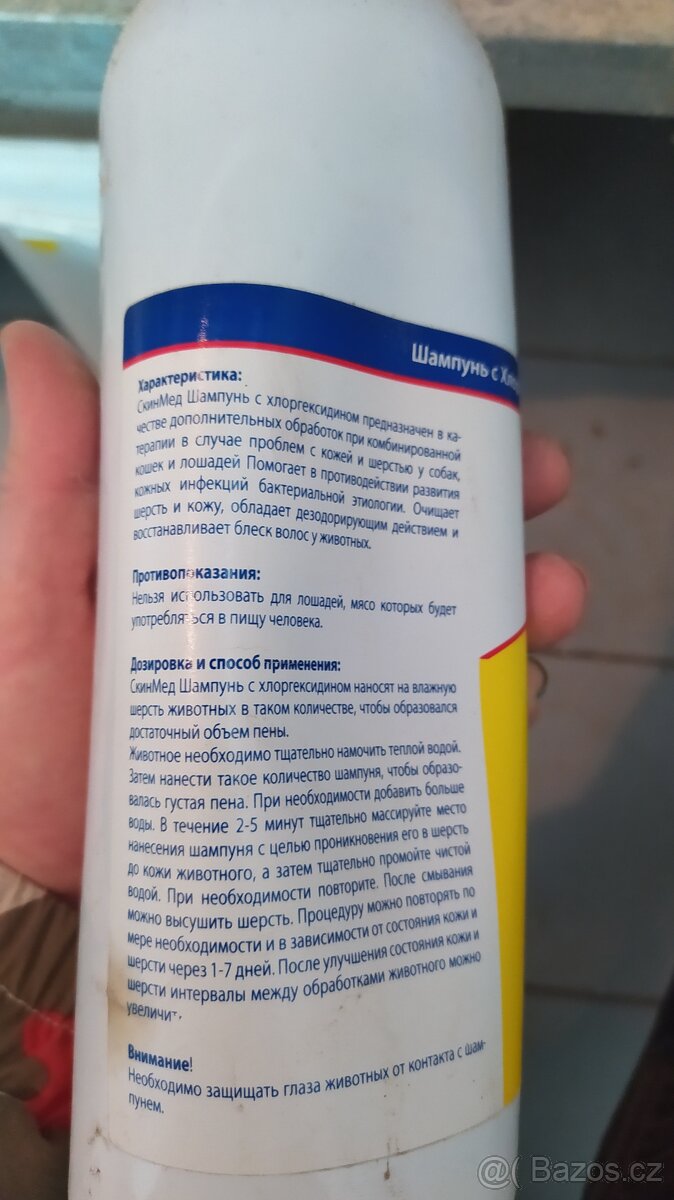 Шампунь с Хлор
Характеристика:
СкинМед Шампунь с хлоргексидином предназначен в ка-
честве дополнительных обработок при комбинированной
терапии в случае проблем с кожей и шерстью у собак,
кошек и лошадей Помогает в противодействии развития
кожных инфекций бактериальной этиологии. Очищает
шерсть и кожу, обладает дезодорирующим действием и
восстанавливает блеск волос у животных.
Противопоказания:
Нельзя использовать для лошадей, мясо которых будет
употребляться в пищу человека.
Дозировка и способ применения:
СкинМед Шампунь с хлоргексидином наносят на влажную
шерсть животных в таком количестве, чтобы образовался
достаточный объем пены.
Животное необходимо тщательно намочить теплой водой.
Затем нанести такое количество шампуня, чтобы образо-
валась густая пена. При необходимости добавить больше
воды. В течение 2-5 минут тщательно массируйте место
нанесения шампуня с целью проникновения его в шерсть
до кожи животного, а затем тщательно промойте чистой
водой. При необходимости повторите. После смывания
можно высушить шерсть. Процедуру можно повторять по
мере необходимости и в зависимости от состояния кожи и
шерсти через 1-7 дней. После улучшения состояния кожи и
шерсти интервалы между обработками животного можно
увеличить.
Внимание!
Необходимо защищать глаза животных от контакта с шам-
пунем.
@( Bazos.cz